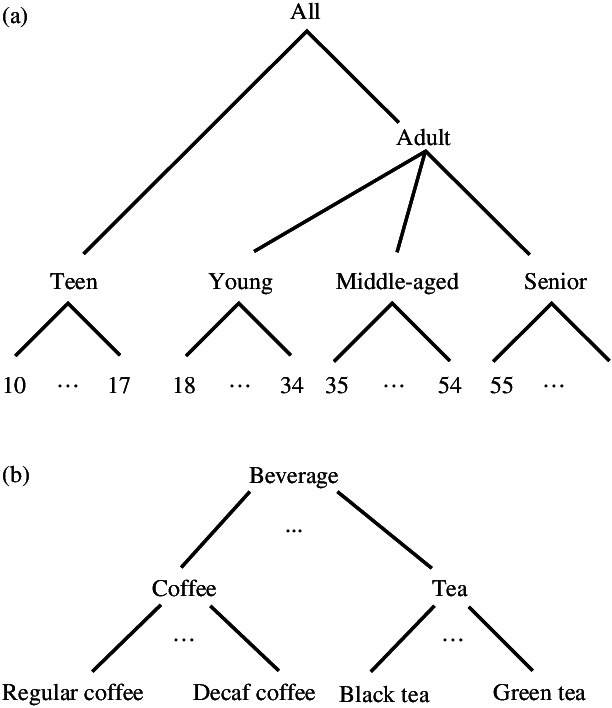 (a)
All
Adult
Teen Young Middle-aged Senior
10 ... 17 18 ... 34 35 ... 54 55 ...
(b)
Beverage
...
Coffee Tea
... ...
Regular coffee Decaf coffee Black tea Green tea